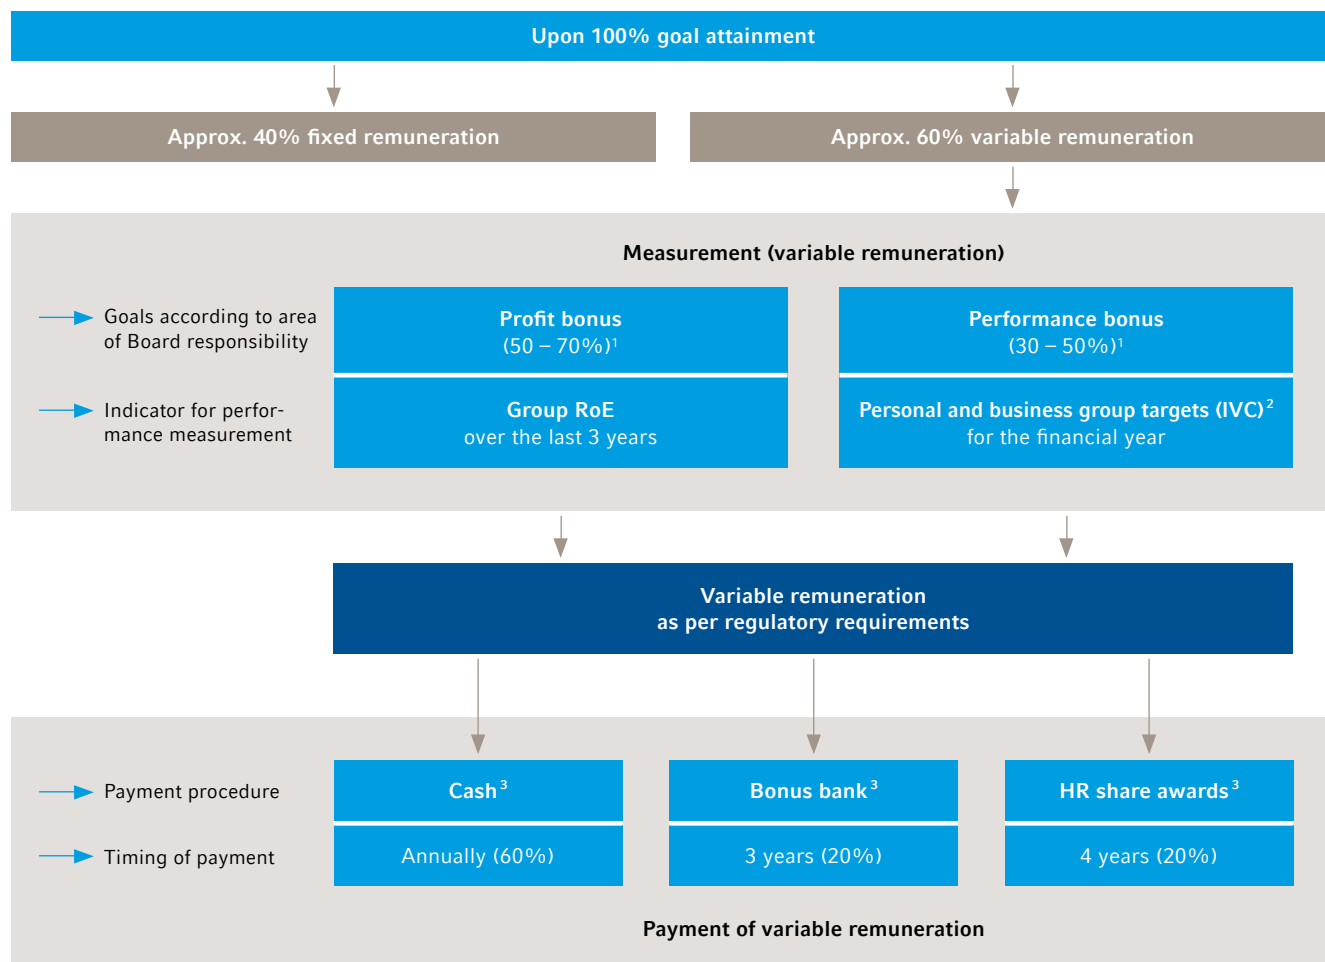 Upon 100% goal attainment
Approx. 40% fixed remuneration
Approx. 60% variable remuneration
Measurement (variable remuneration)
Goals according to area
of Board responsibility
Profit bonus
(50 – 70%)¹
Performance bonus
(30 – 50%)¹
Indicator for perfor-
mance measurement
Group RoE
over the last 3 years
Personal and business group targets (IVC)²
for the financial year
Variable remuneration
as per regulatory requirements
Payment procedure
Cash³
Bonus bank³
HR share awards³
Timing of payment
Annually (60%)
3 years (20%)
4 years (20%)
Payment of variable remuneration